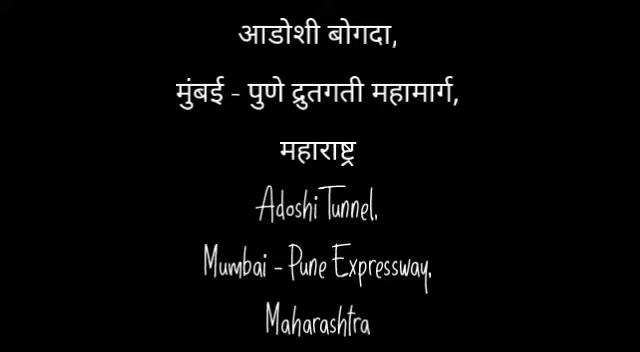 आडोशी बोगदा,
मुंबई - पुणे द्रुतगती महामार्ग,
महाराष्ट्र
Adoshi Tunnel,
Mumbai - Pune Expressway,
Maharashtra